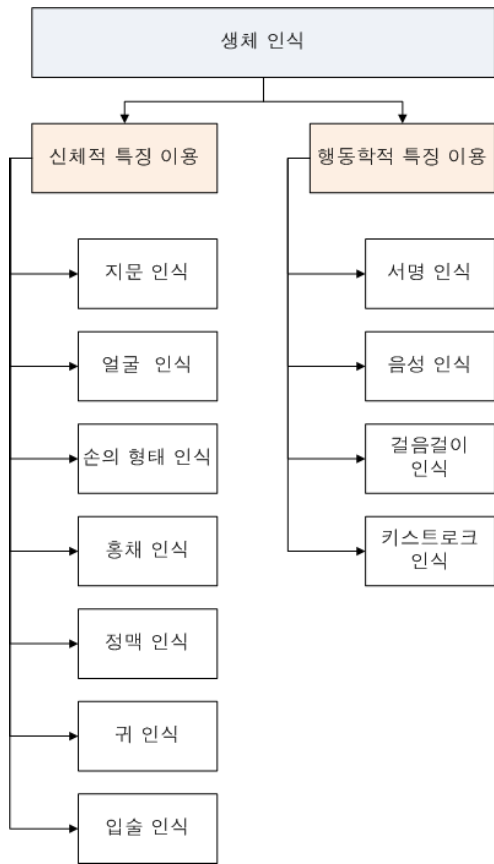 생체 인식
신체적 특징 이용
행동학적 특징 이용
지문 인식
얼굴 인식
손의 형태 인식
홍채 인식
정맥 인식
귀 인식
입술 인식
서명 인식
음성 인식
걸음걸이
인식
키스트로크
인식